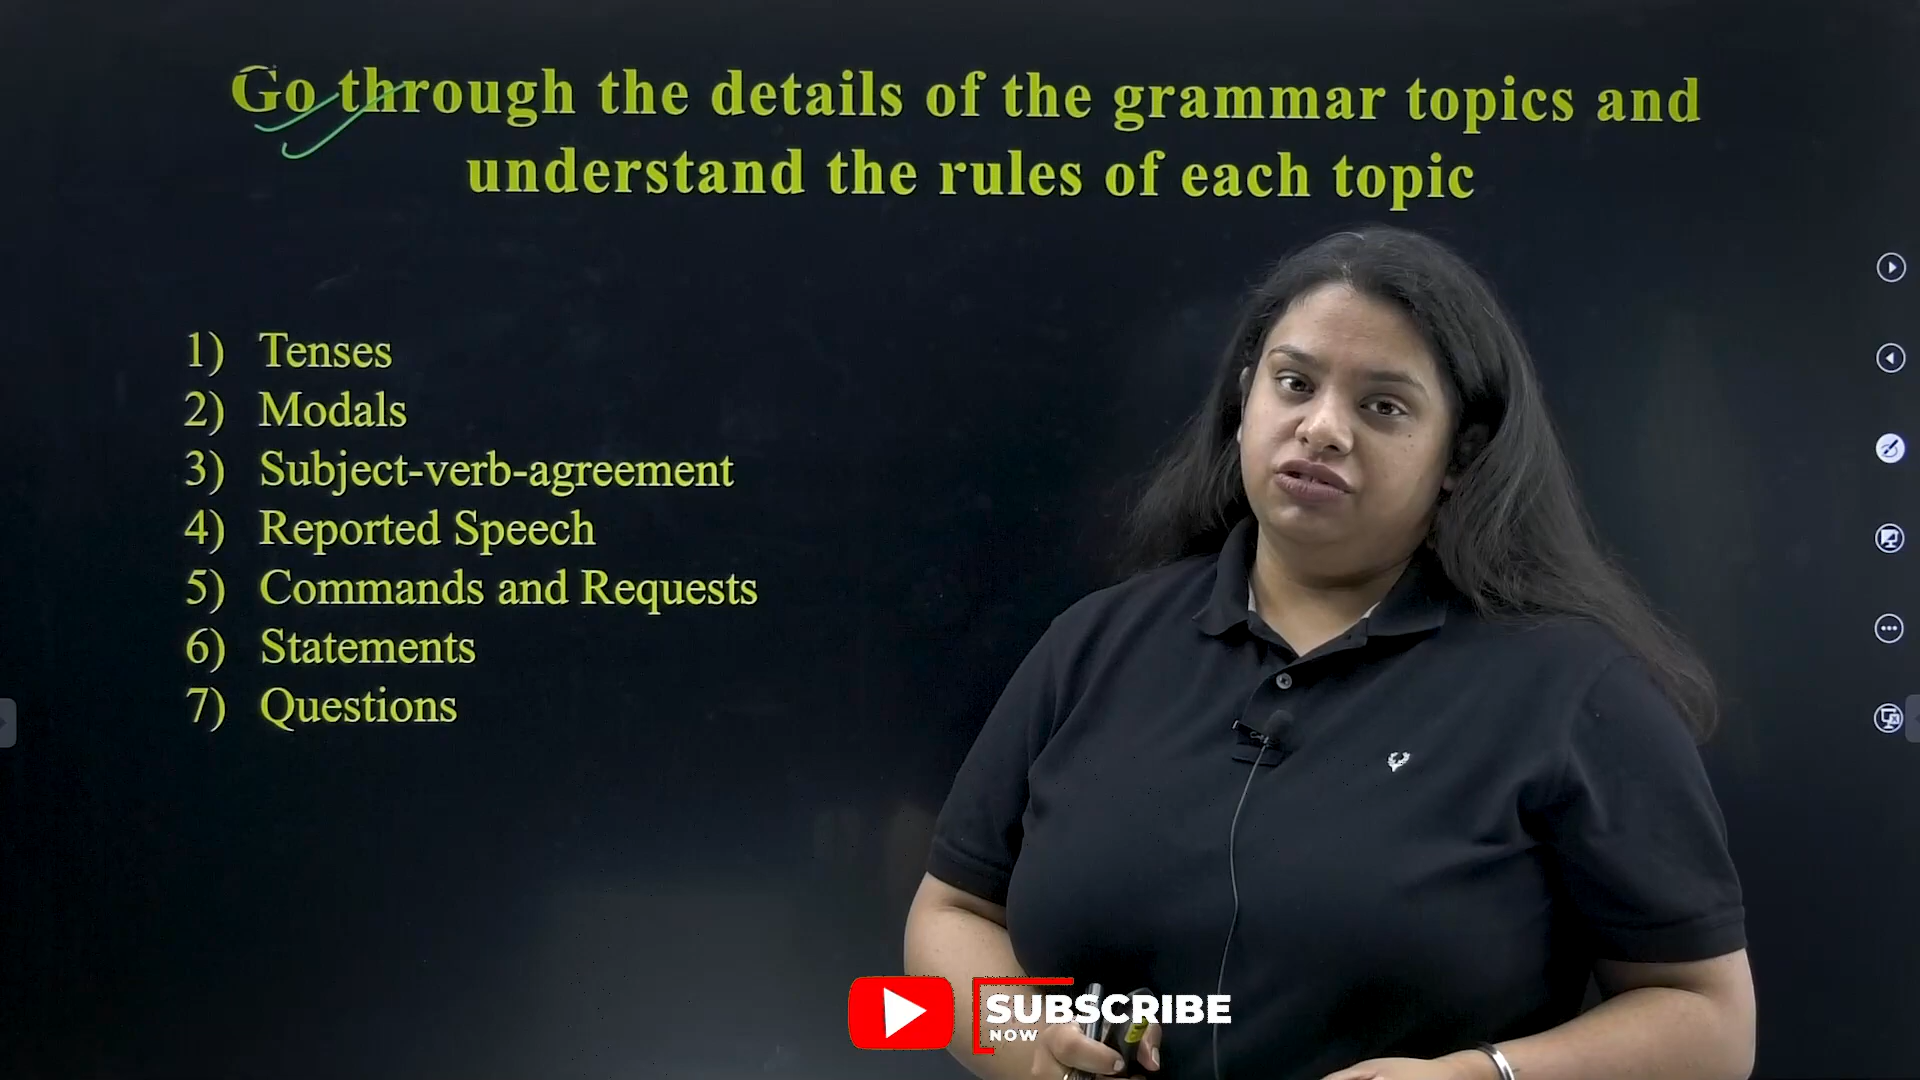 Go through the details of the grammar topics and
understand the rules of each topic
1) Tenses
2) Modals
3) Subject-verb-agreement
4) Reported Speech
5) Commands and Requests
6) Statements
7) Questions
SUBSCRIBE
NOW